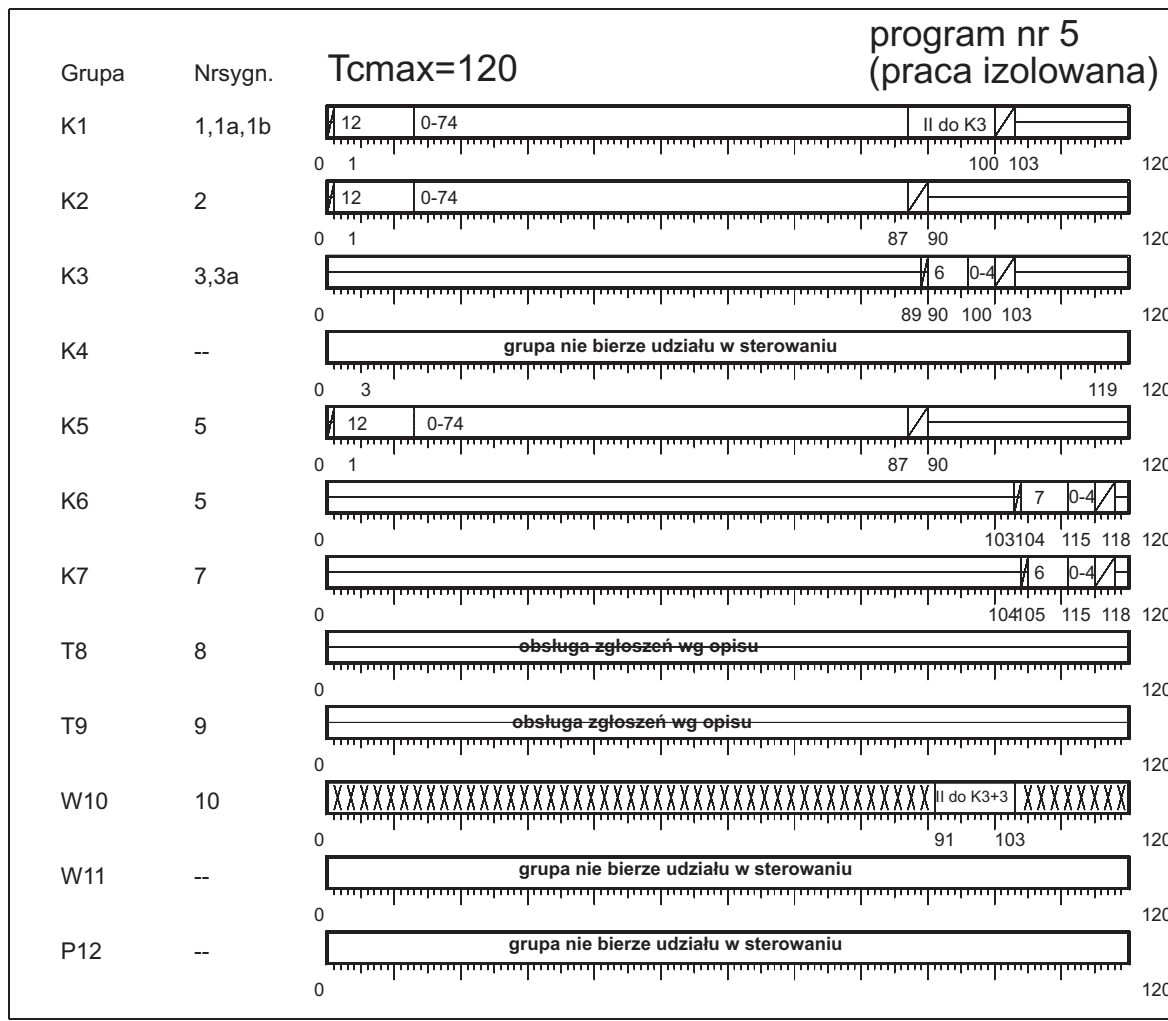 program nr 5
(praca izolowana)
Grupa Nrsygn. Tcmax=120
K1 1,1a,1b 12 0-74 II do K3
0 1 100 103 120
K2 2 12 0-74
0 1 87 90 120
K3 3,3a 6 0-4
0 89 90 100 103 120
K4 -- grupa nie bierze udziału w sterowaniu
0 3 119 120
K5 5 12 0-74
0 1 87 90 120
K6 5 7 0-4
0 103 104 115 118 120
K7 7 6 0-4
0 104 105 115 118 120
T8 8 obsługa zgłoszeń wg opisu
0 120
T9 9 obsługa zgłoszeń wg opisu
0 120
W10 10 II do K3+3
0 91 103 120
W11 -- grupa nie bierze udziału w sterowaniu
0 120
P12 -- grupa nie bierze udziału w sterowaniu
0 120